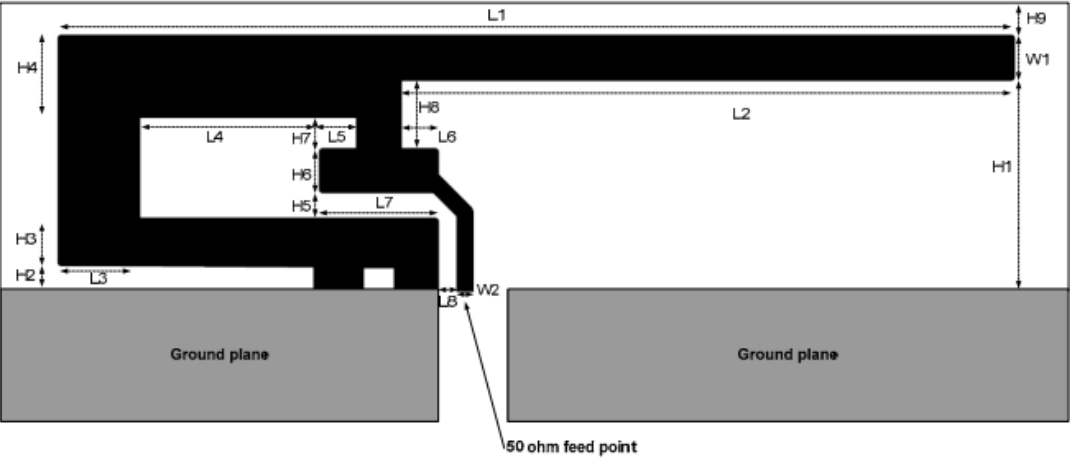 L1
H9
W1
H4
H8
L2
L4
H7
L5
L6
H6
H1
H5
L7
H3
H2
L3
L8
W2
Ground plane
Ground plane
50 ohm feed point